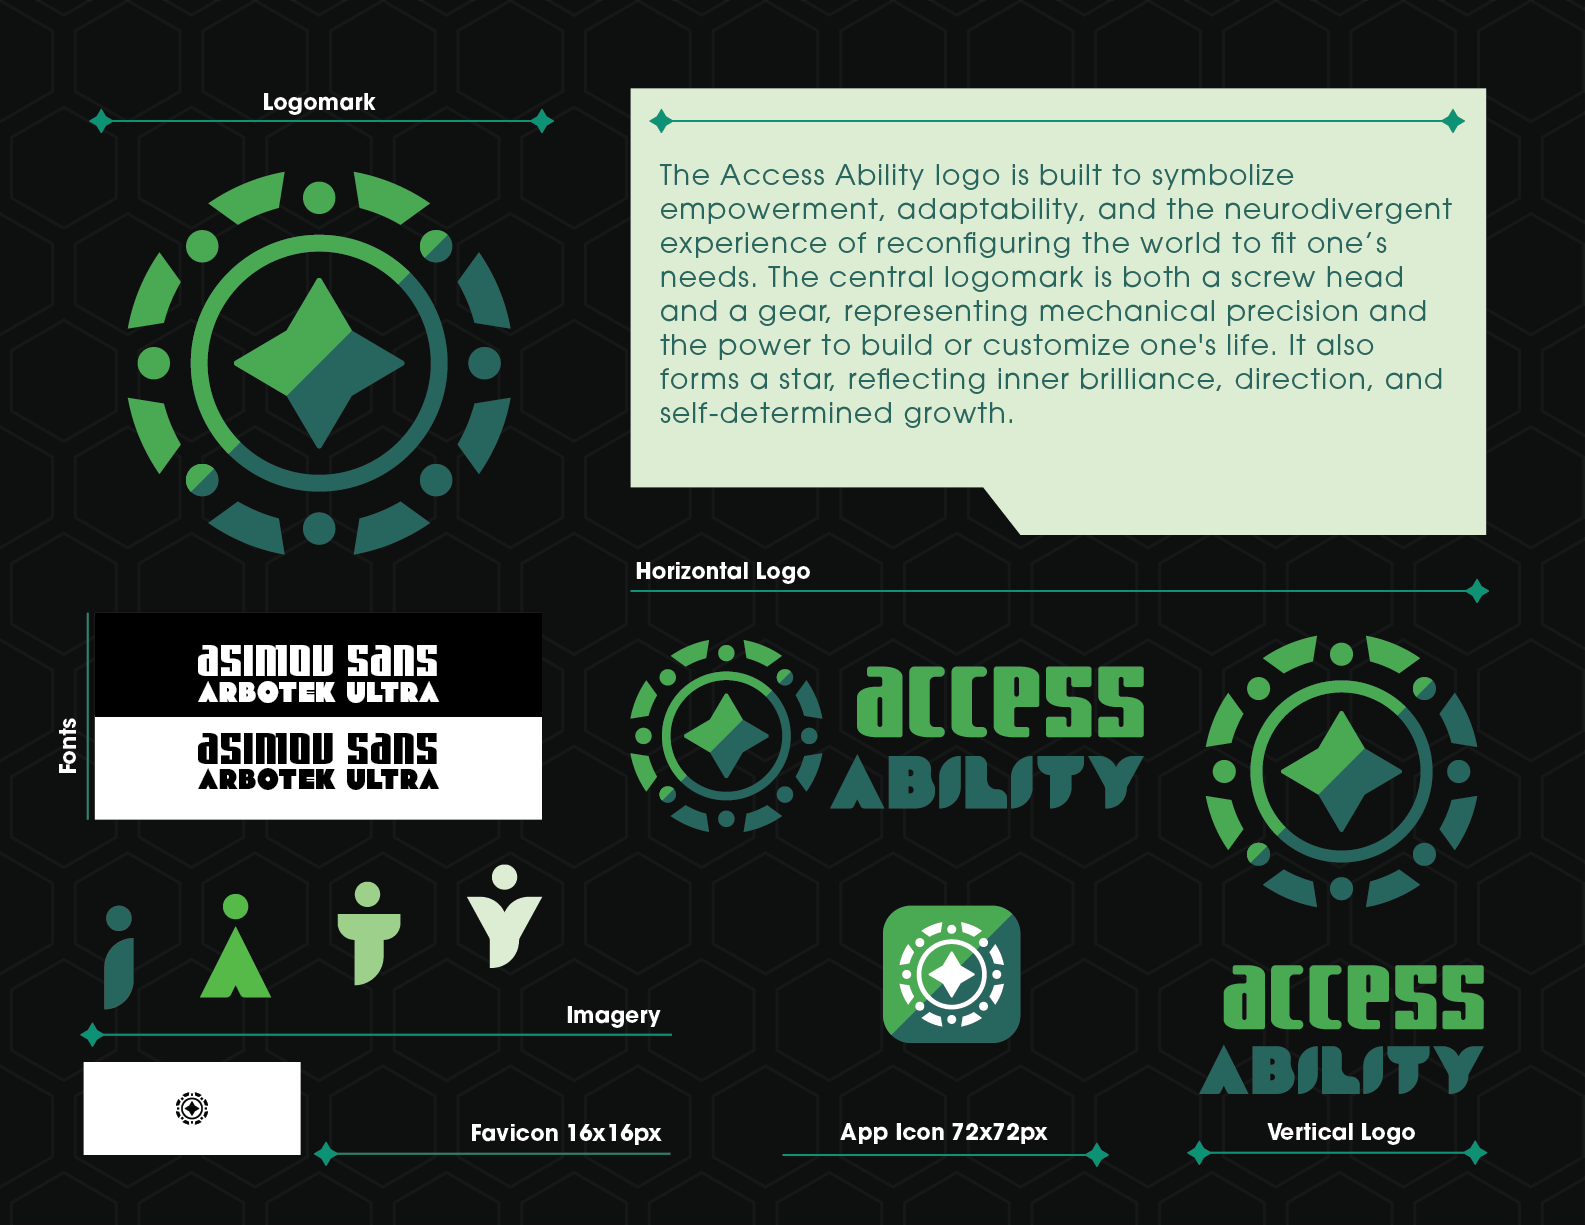 Logomark
The Access Ability logo is built to symbolize
empowerment, adaptability, and the neurodivergent
experience of reconfiguring the world to fit one’s
needs. The central logomark is both a screw head
and a gear, representing mechanical precision and
the power to build or customize one's life. It also
forms a star, reflecting inner brilliance, direction, and
self-determined growth.
Horizontal Logo
Fonts
asimov sans
ARBOTEK ULTRA
asimov sans
ARBOTEK ULTRA
access
ABILITY
Imagery
access
ABILITY
Favicon 16x16px
App Icon 72x72px
Vertical Logo